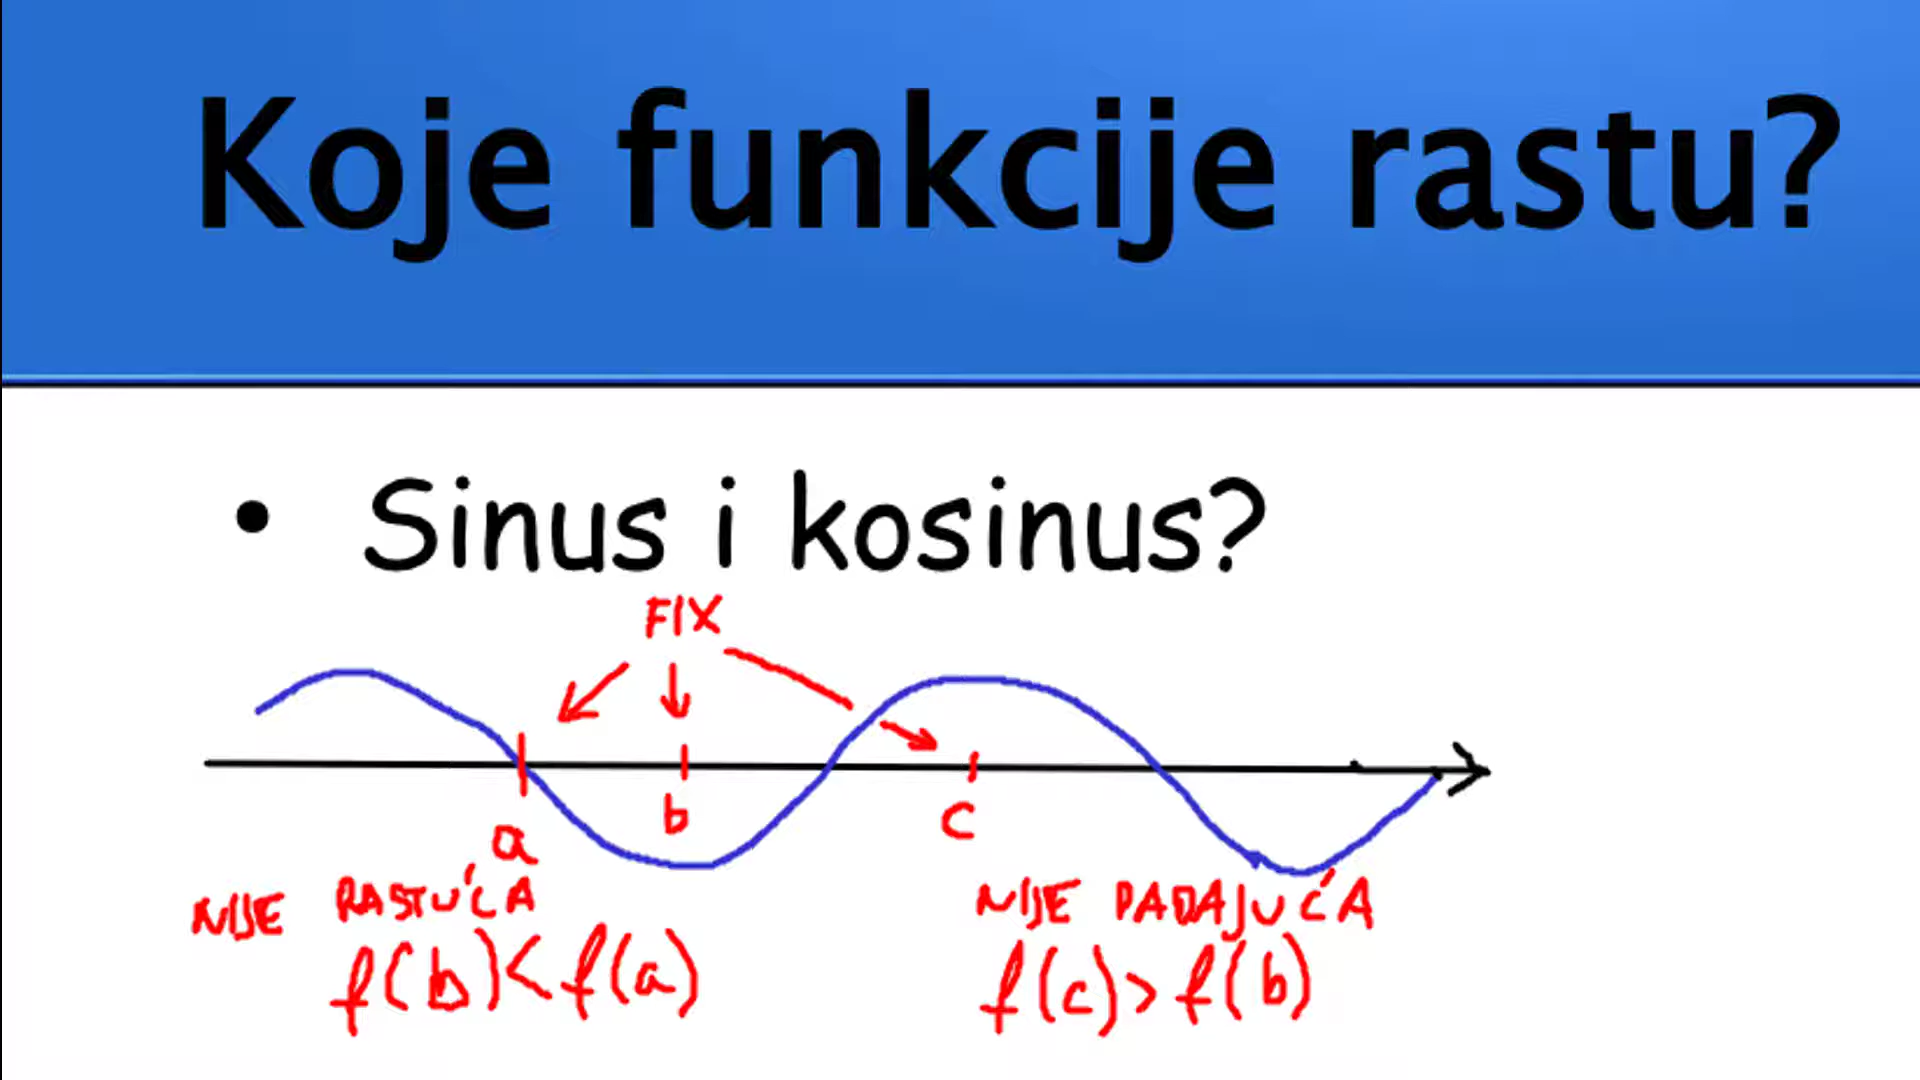 Koje funkcije rastu?
• Sinus i kosinus?
FIX
a b c
NIJE RASTUĆA NIJE PADAJUĆA
f(b)<f(a) f(c)>f(b)